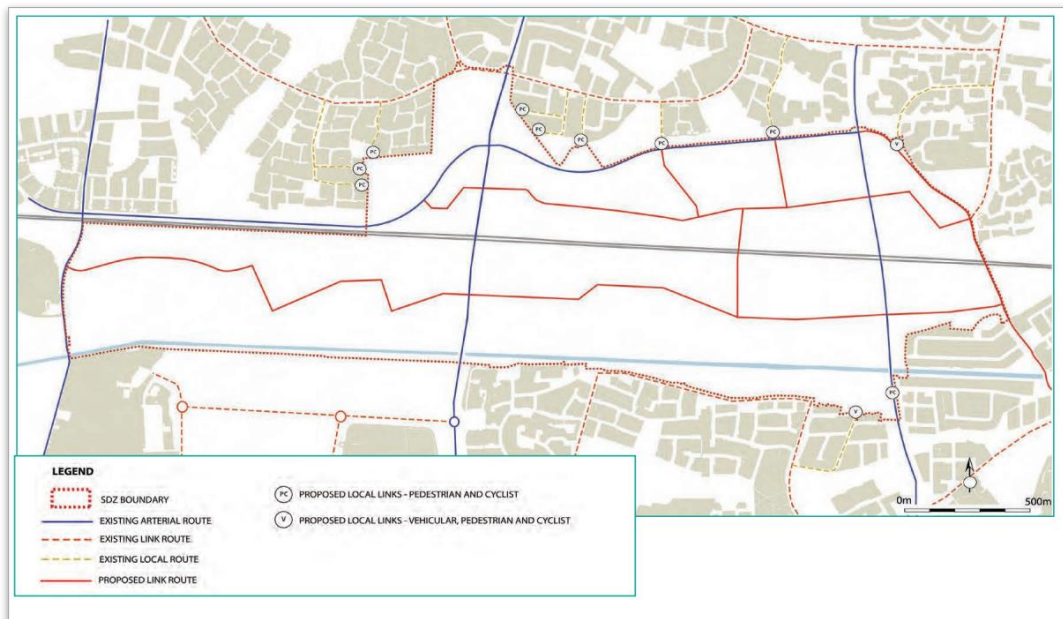 PC
PC
PC
PC
PC
PC
PC
PC
V
PC
V
0m
500m
LEGEND
SDZ BOUNDARY
EXISTING ARTERIAL ROUTE
EXISTING LINK ROUTE
EXISTING LOCAL ROUTE
PROPOSED LINK ROUTE
PC PROPOSED LOCAL LINKS - PEDESTRIAN AND CYCLIST
V PROPOSED LOCAL LINKS - VEHICULAR, PEDESTRIAN AND CYCLIST